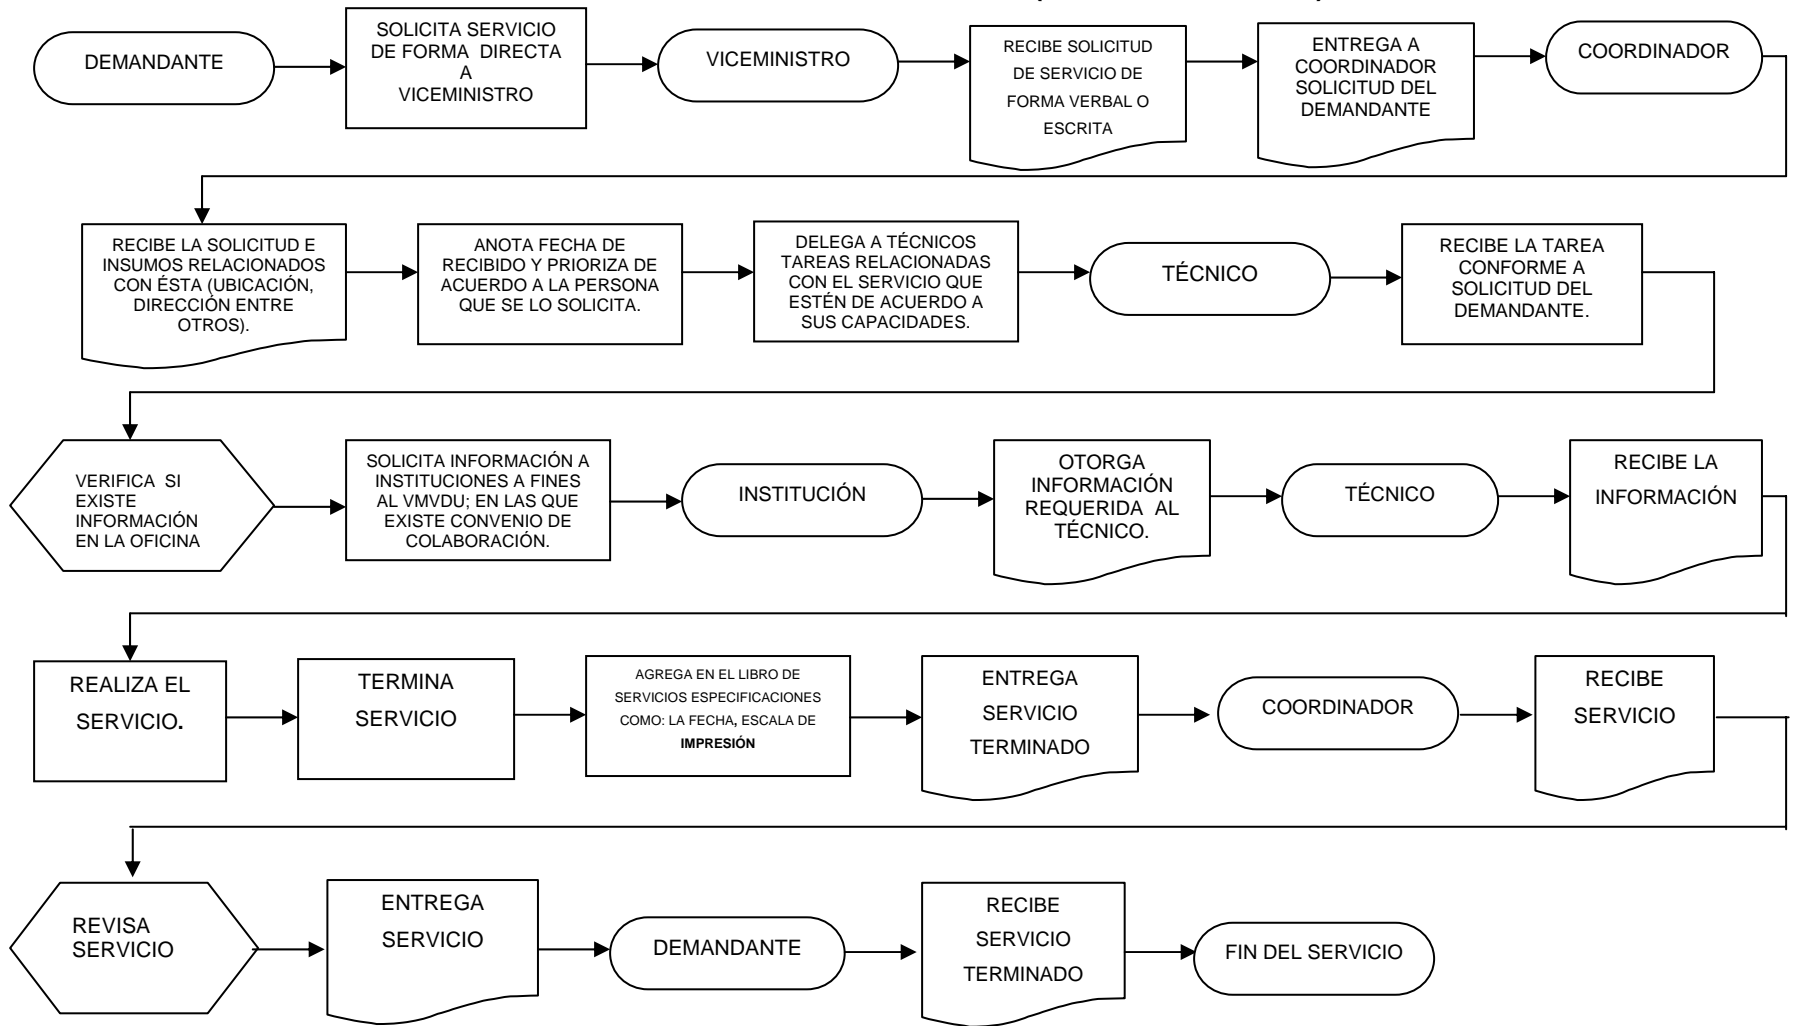 DEMANDANTE
SOLICITA SERVICIO
DE FORMA DIRECTA
A
VICEMINISTRO
VICEMINISTRO
RECIBE SOLICITUD
DE SERVICIO DE
FORMA VERBAL O
ESCRITA
ENTREGA A
COORDINADOR
SOLICITUD DEL
DEMANDANTE
COORDINADOR
RECIBE LA SOLICITUD E
INSUMOS RELACIONADOS
CON ÉSTA (UBICACIÓN,
DIRECCIÓN ENTRE
OTROS).
ANOTA FECHA DE
RECIBIDO Y PRIORIZA DE
ACUERDO A LA PERSONA
QUE SE LO SOLICITA.
DELEGA A TÉCNICOS
TAREAS RELACIONADAS
CON EL SERVICIO QUE
ESTÉN DE ACUERDO A
SUS CAPACIDADES.
TÉCNICO
RECIBE LA TAREA
CONFORME A
SOLICITUD DEL
DEMANDANTE.
VERIFICA SI
EXISTE
INFORMACIÓN
EN LA OFICINA
SOLICITA INFORMACIÓN A
INSTITUCIONES A FINES
AL VMVDU; EN LAS QUE
EXISTE CONVENIO DE
COLABORACIÓN.
INSTITUCIÓN
OTORGA
INFORMACIÓN
REQUERIDA AL
TÉCNICO.
TÉCNICO
RECIBE LA
INFORMACIÓN
REALIZA EL
SERVICIO.
TERMINA
SERVICIO
AGREGA EN EL LIBRO DE
SERVICIOS ESPECIFICACIONES
COMO: LA FECHA, ESCALA DE
IMPRESIÓN
ENTREGA
SERVICIO
TERMINADO
COORDINADOR
RECIBE
SERVICIO
REVISA
SERVICIO
ENTREGA
SERVICIO
DEMANDANTE
RECIBE
SERVICIO
TERMINADO
FIN DEL SERVICIO